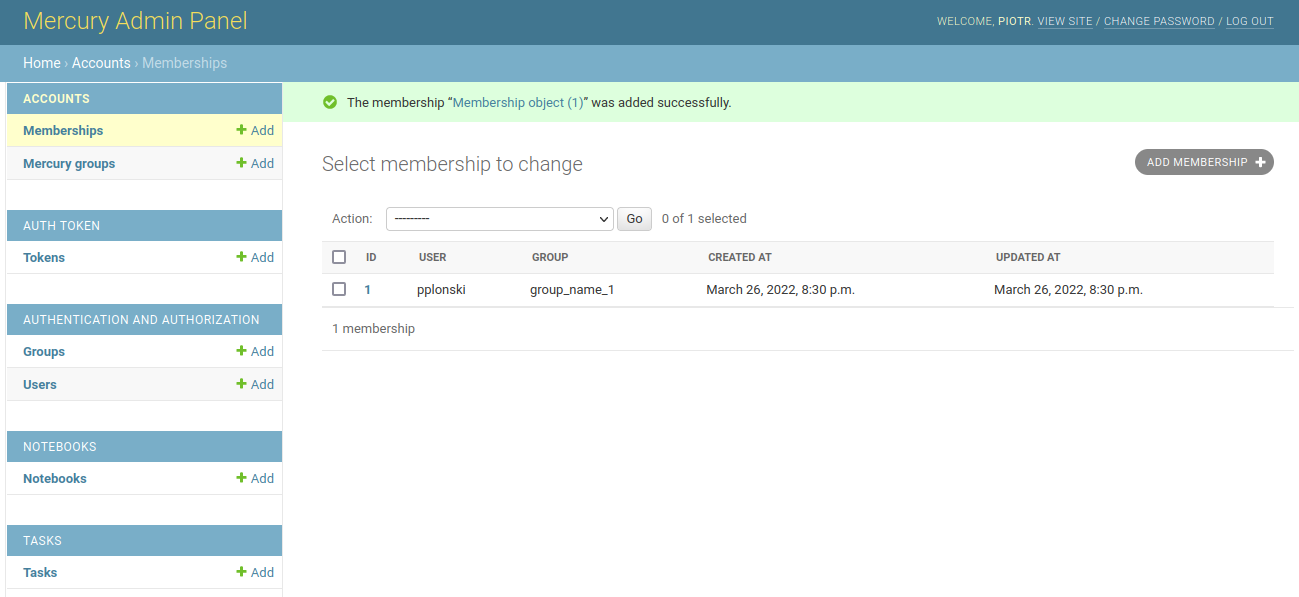 Mercury Admin Panel
WELCOME, PIOTR. VIEW SITE / CHANGE PASSWORD / LOG OUT
Home › Accounts › Memberships
ACCOUNTS
Memberships + Add
Mercury groups + Add
AUTH TOKEN
Tokens + Add
AUTHENTICATION AND AUTHORIZATION
Groups + Add
Users + Add
NOTEBOOKS
Notebooks + Add
TASKS
Tasks + Add
The membership “Membership object (1)” was added successfully.
Select membership to change
ADD MEMBERSHIP +
Action: --------- Go 0 of 1 selected
ID USER GROUP CREATED AT UPDATED AT
1 pplonski group_name_1 March 26, 2022, 8:30 p.m. March 26, 2022, 8:30 p.m.
1 membership